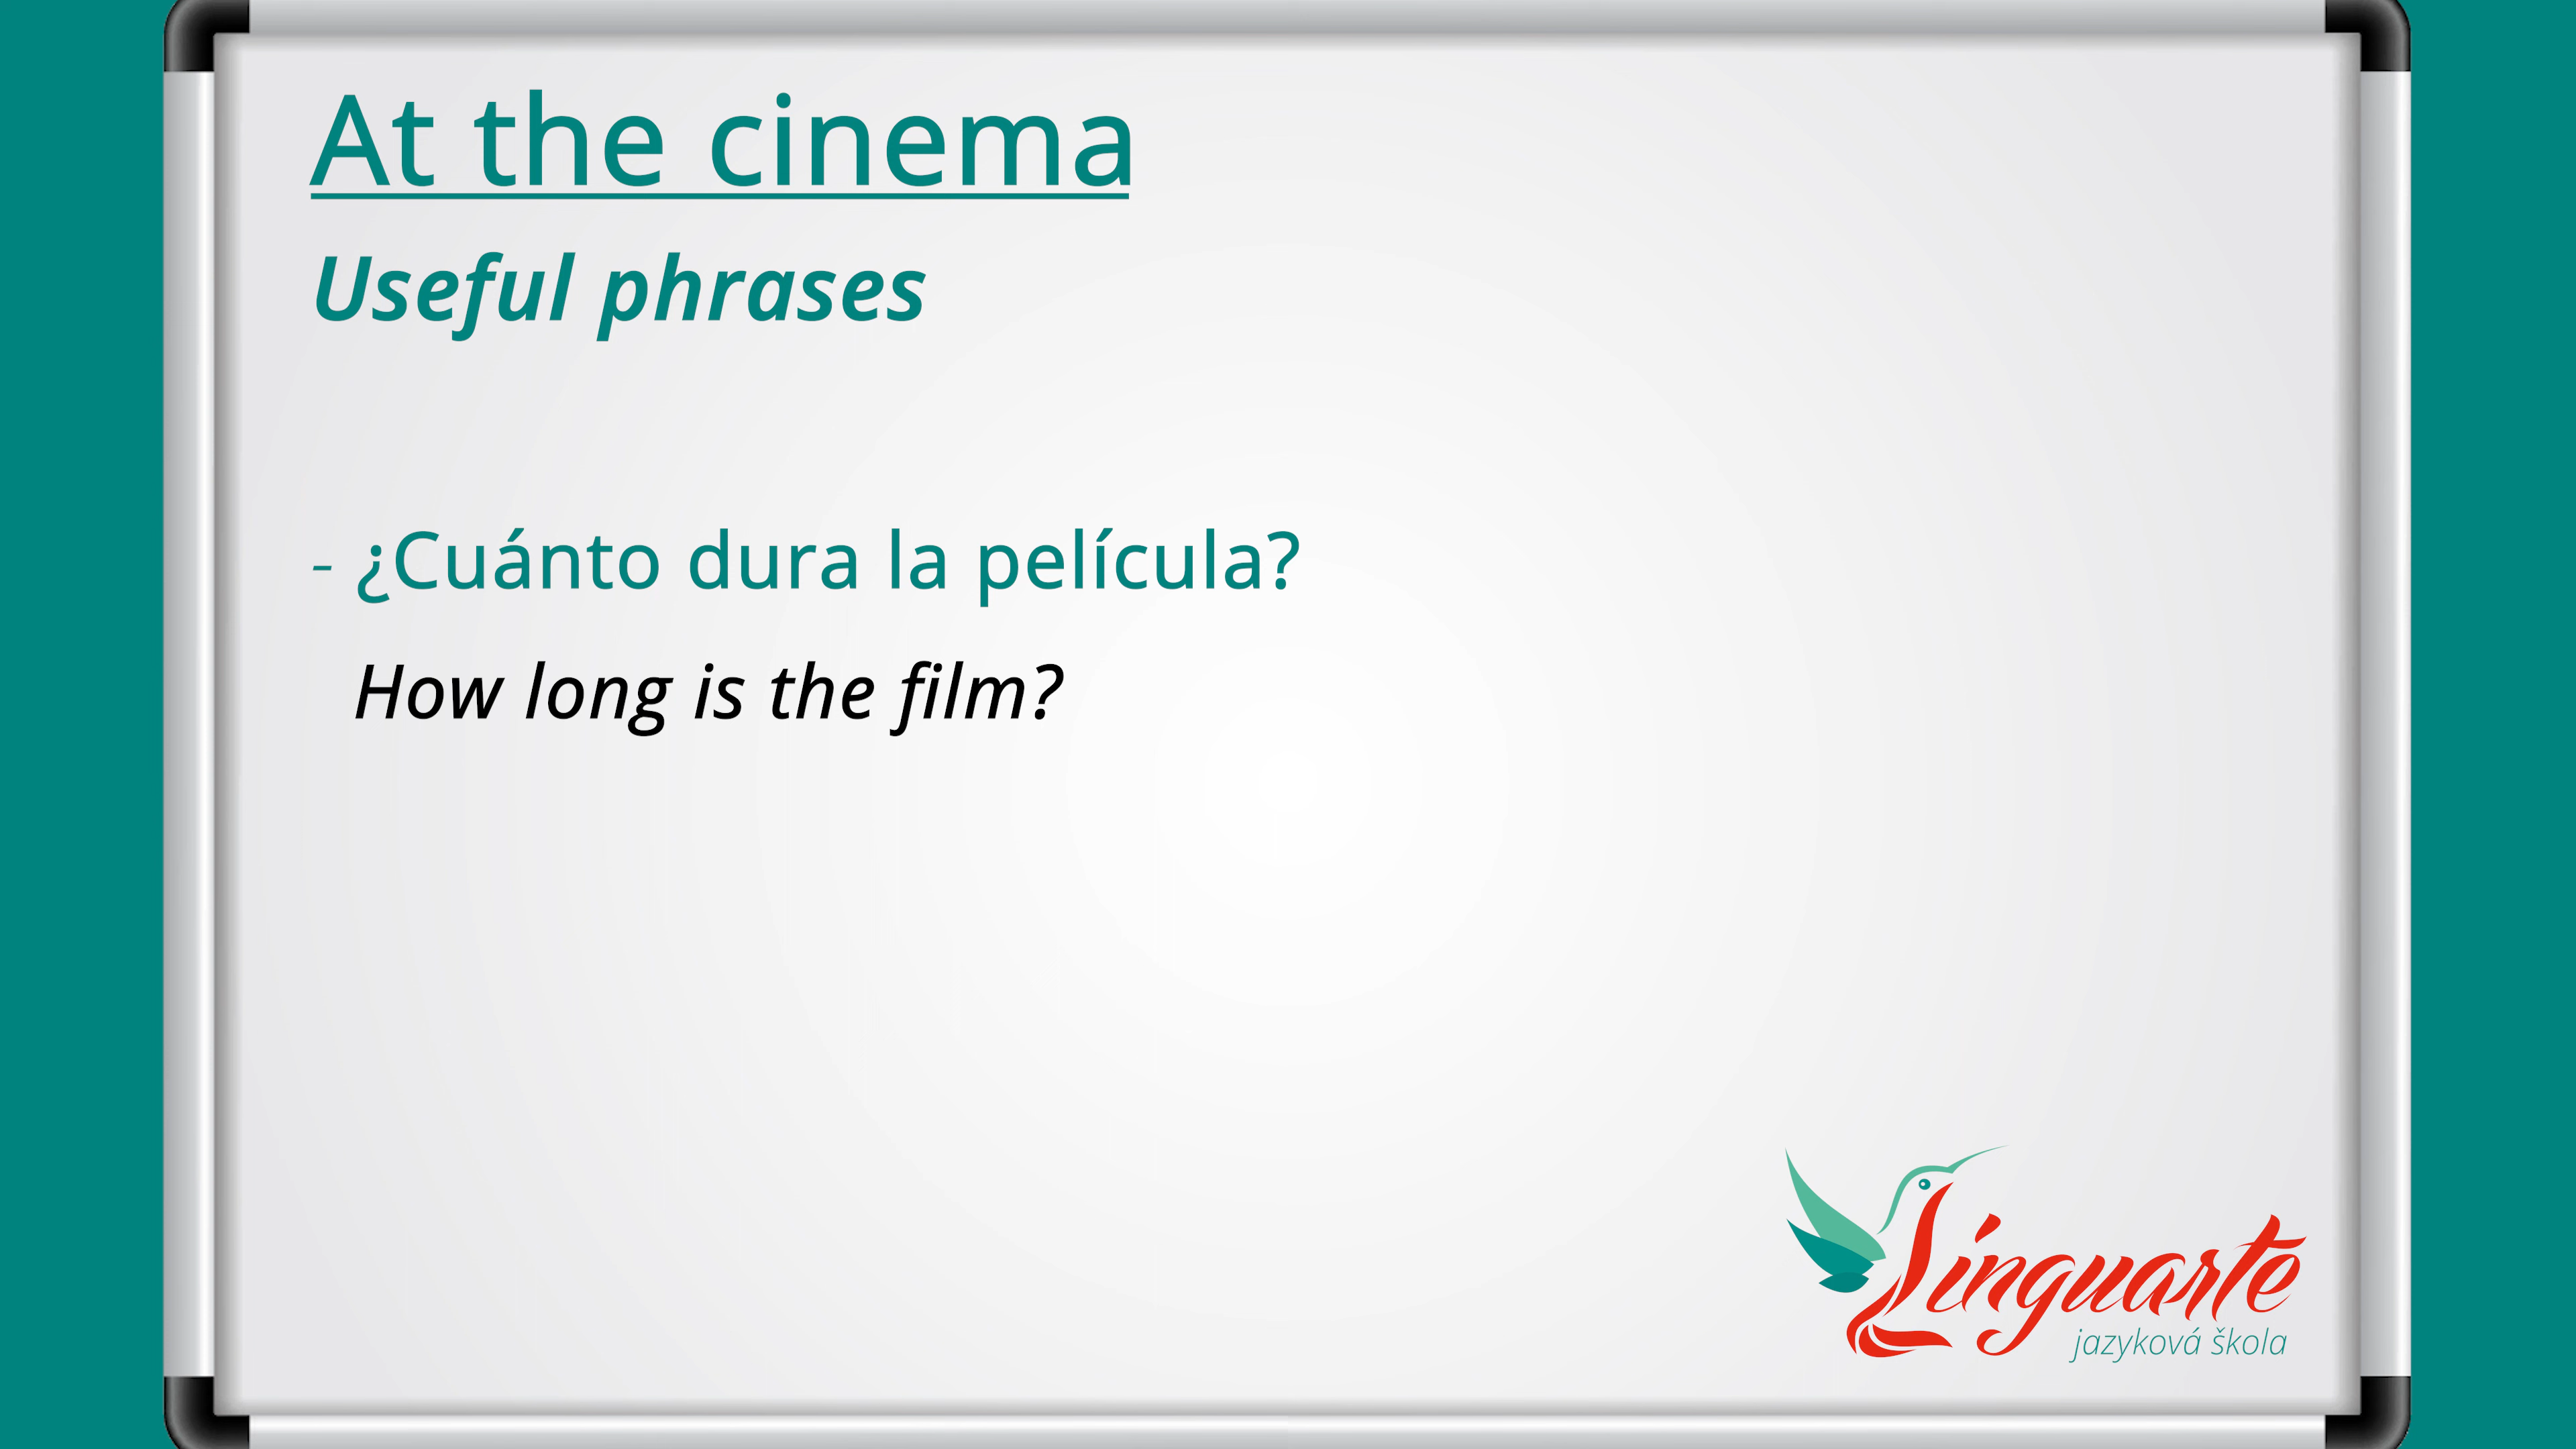 At the cinema
Useful phrases
- ¿Cuánto dura la película?
How long is the film?
Linguarte
jazyková škola